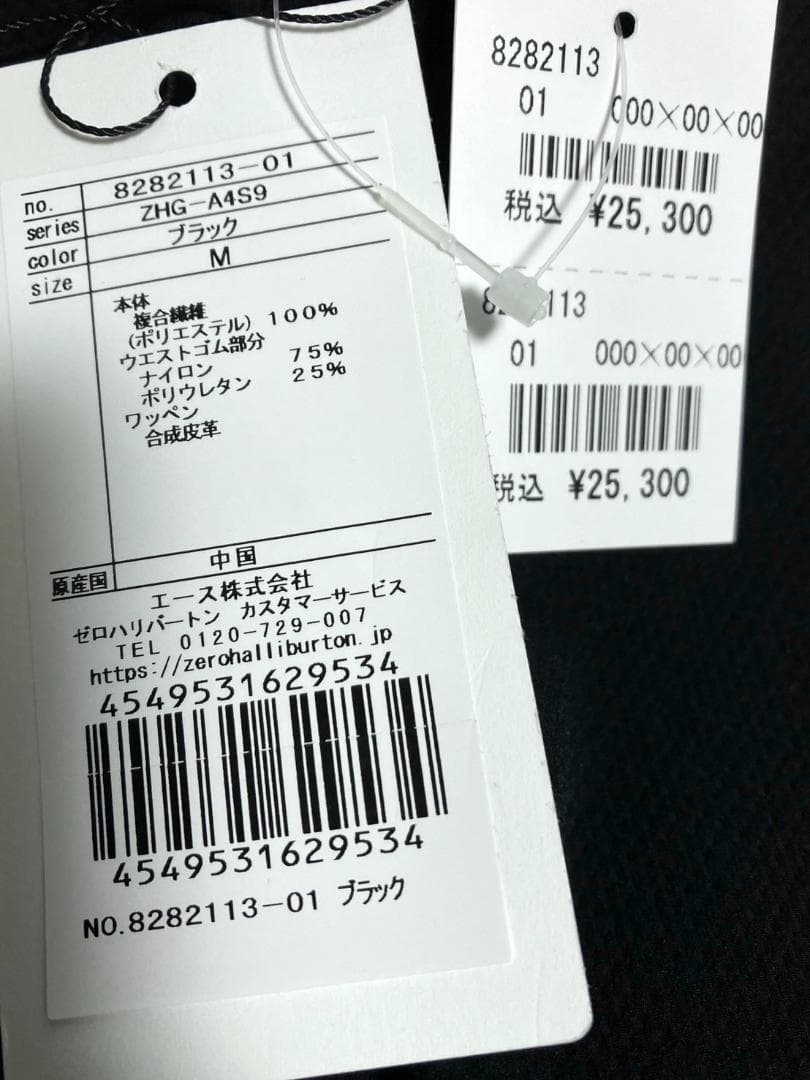 no. 8282113-01
series ZHG-A4S9
color ブラック
size M
本体
複合繊維
(ポリエステル) 100%
ウエストゴム部分
ナイロン 75%
ポリウレタン 25%
ワッペン
合成皮革
原産国 中国
エース株式会社
ゼロハリバートン カスタマーサービス
TEL 0120-729-007
https://zerohalliburton.jp
4549531629534
4549531629534
NO.8282113-01 ブラック
8282113
01 000×00×00
税込 ¥25,300
8282113
01 000×00×00
税込 ¥25,300